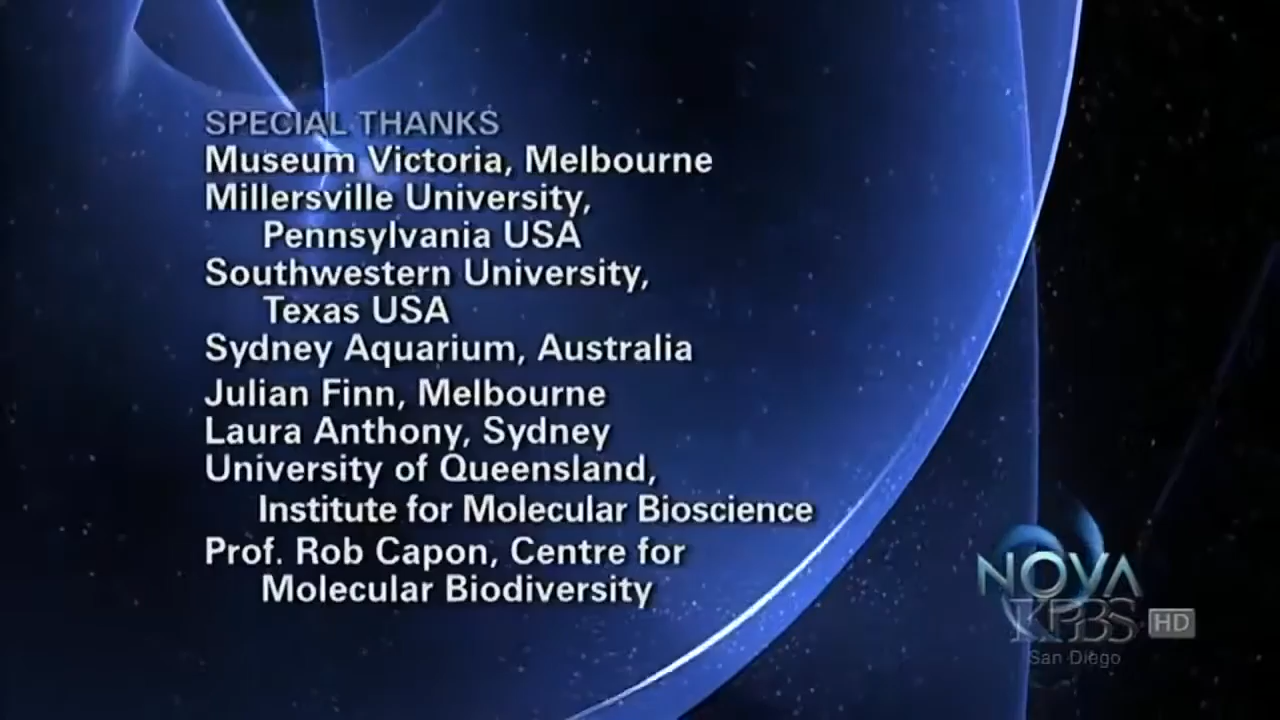 SPECIAL THANKS
Museum Victoria, Melbourne
Millersville University,
Pennsylvania USA
Southwestern University,
Texas USA
Sydney Aquarium, Australia
Julian Finn, Melbourne
Laura Anthony, Sydney
University of Queensland,
Institute for Molecular Bioscience
Prof. Rob Capon, Centre for
Molecular Biodiversity
NOVA
KPBS HD
San Diego